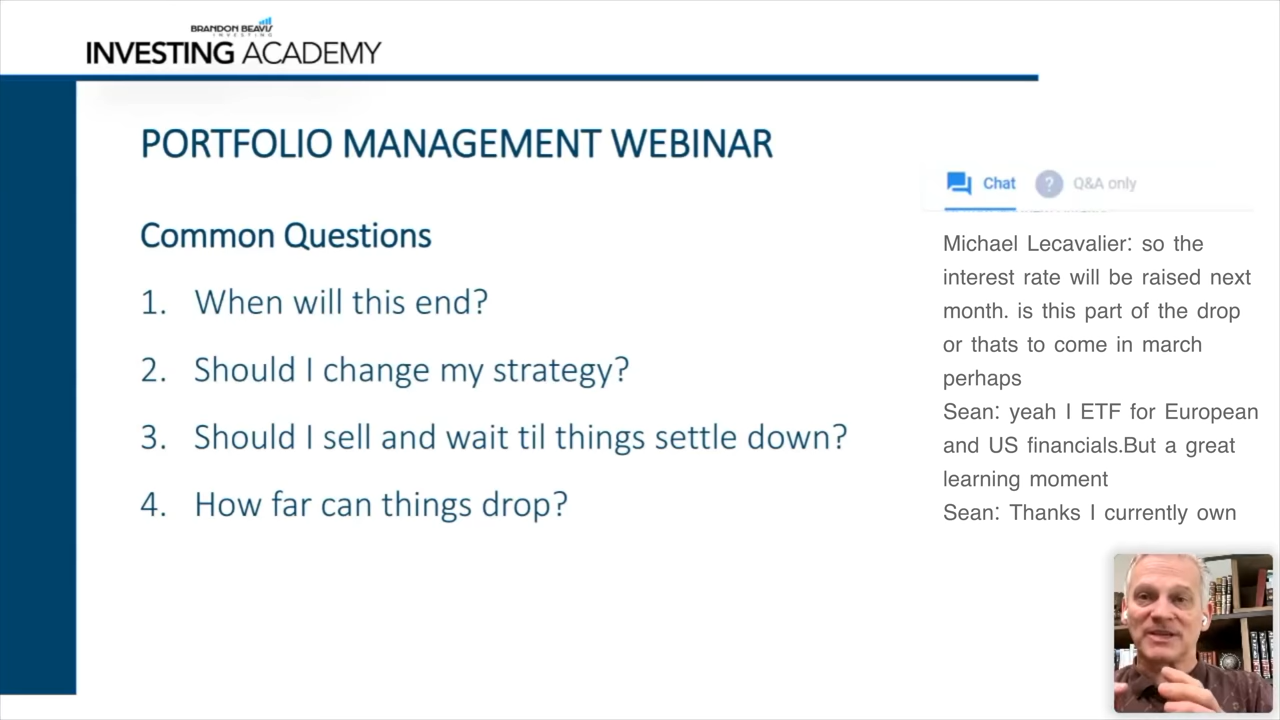 BRANDON BEAVIS
INVESTING
INVESTING ACADEMY
PORTFOLIO MANAGEMENT WEBINAR
Common Questions
1. When will this end?
2. Should I change my strategy?
3. Should I sell and wait til things settle down?
4. How far can things drop?
Chat
? Q&A only
Michael Lecavalier: so the
interest rate will be raised next
month. is this part of the drop
or thats to come in march
perhaps
Sean: yeah I ETF for European
and US financials.But a great
learning moment
Sean: Thanks I currently own